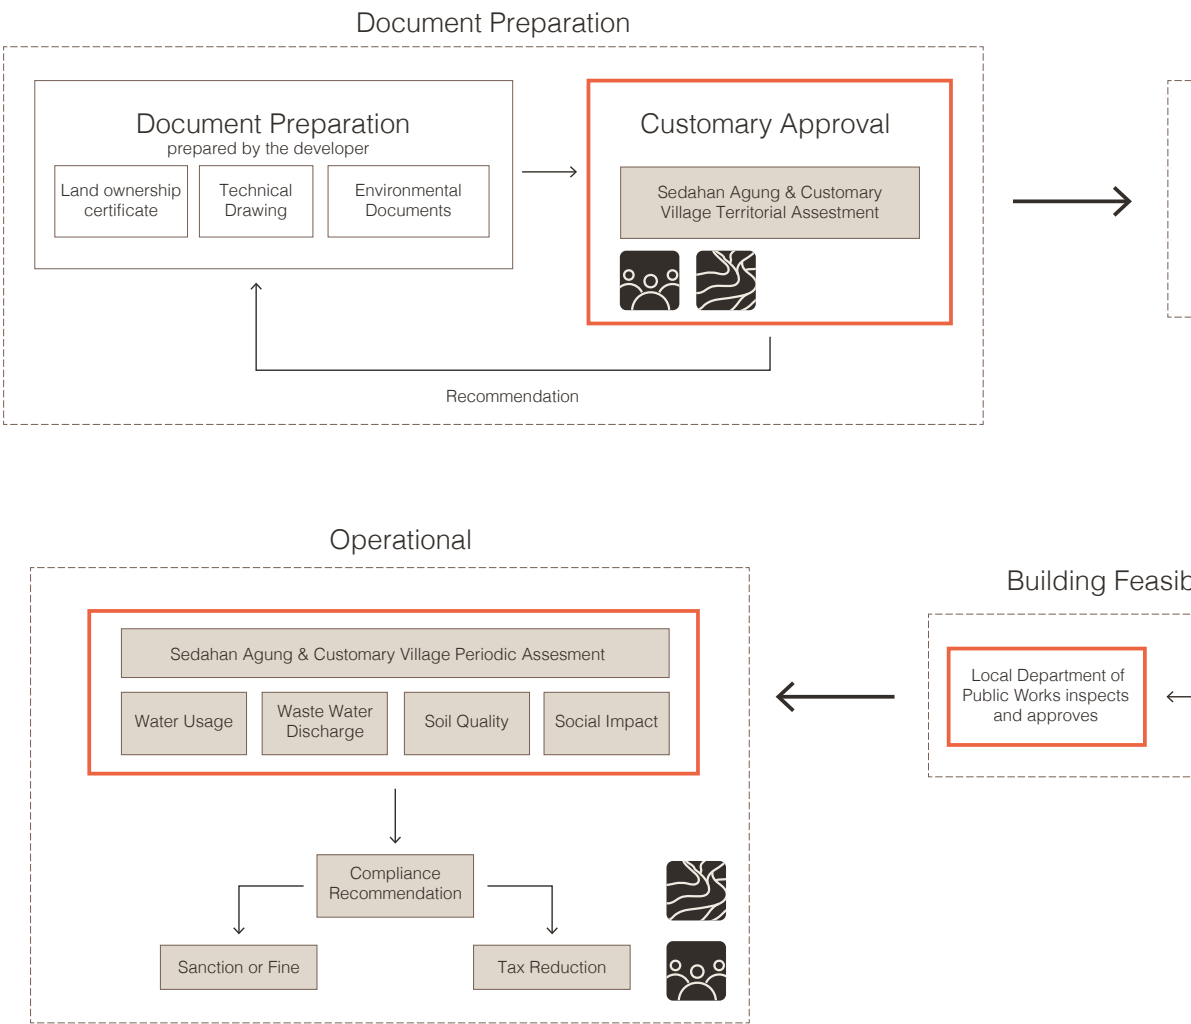 Document Preparation
Document Preparation
prepared by the developer
Land ownership
certificate
Technical
Drawing
Environmental
Documents
Customary Approval
Sedahan Agung & Customary
Village Territorial Assestment
Recommendation
Operational
Sedahan Agung & Customary Village Periodic Assesment
Water Usage
Waste Water
Discharge
Soil Quality
Social Impact
Compliance
Recommendation
Sanction or Fine
Tax Reduction
Building Feasib
Local Department of
Public Works inspects
and approves